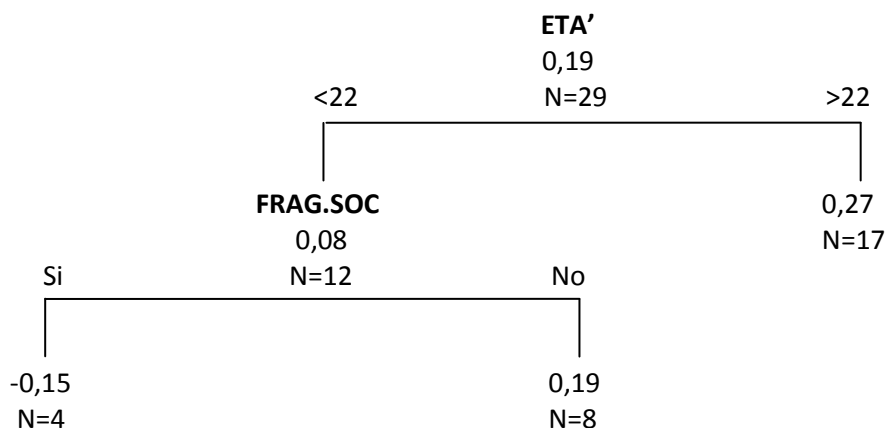 ETA’
0,19
<22 N=29 >22
FRAG.SOC 0,27
0,08 N=17
Si N=12 No
-0,15 0,19
N=4 N=8